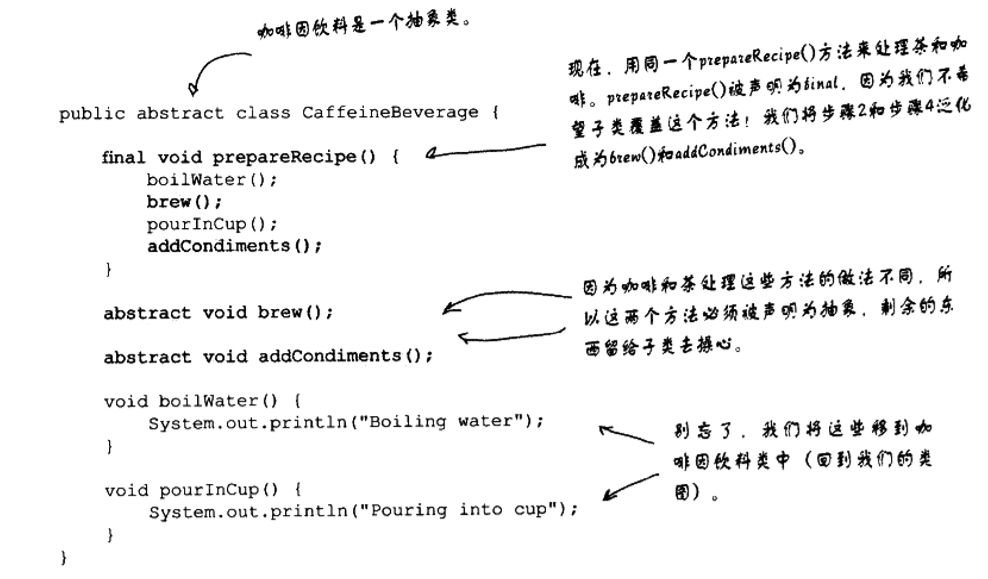 咖啡因饮料是一个抽象类。
public abstract class CaffeineBeverage {
现在，用同一个prepareRecipe()方法来处理茶和咖
啡。prepareRecipe()被声明为final，因为我们不希
望子类覆盖这个方法！我们将步骤2和步骤4泛化
成为brew()和addCondiments()。
final void prepareRecipe() {
boilWater();
brew();
pourInCup();
addCondiments();
}
abstract void brew();
abstract void addCondiments();
因为咖啡和茶处理这些方法的做法不同，所
以这两个方法必须被声明为抽象，剩余的东
西留给子类去操心。
void boilWater() {
System.out.println("Boiling water");
}
别忘了，我们将这些移到咖
啡因饮料类中（回到我们的类
图）。
void pourInCup() {
System.out.println("Pouring into cup");
}
}